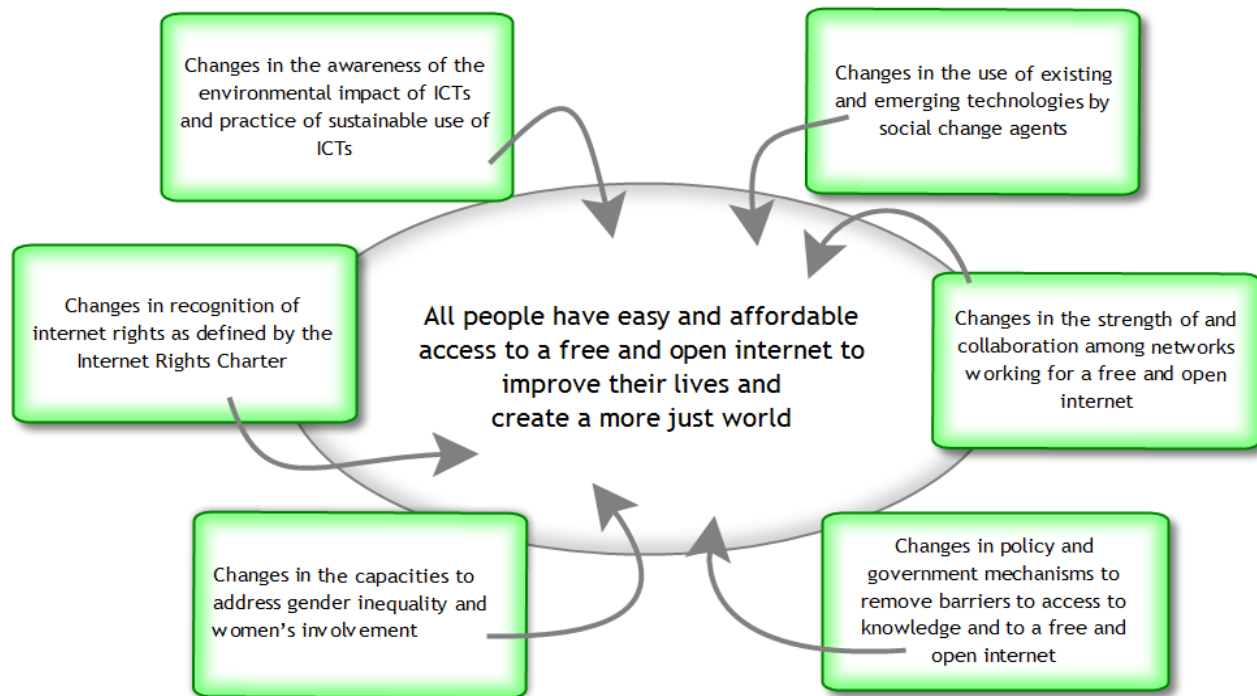 Changes in the awareness of the
environmental impact of ICTs
and practice of sustainable use of
ICTs
Changes in the use of existing
and emerging technologies by
social change agents
Changes in recognition of
internet rights as defined by the
Internet Rights Charter
All people have easy and affordable
access to a free and open internet to
improve their lives and
create a more just world
Changes in the strength of and
collaboration among networks
working for a free and open
internet
Changes in the capacities to
address gender inequality and
women's involvement
Changes in policy and
government mechanisms to
remove barriers to access to
knowledge and to a free and
open internet